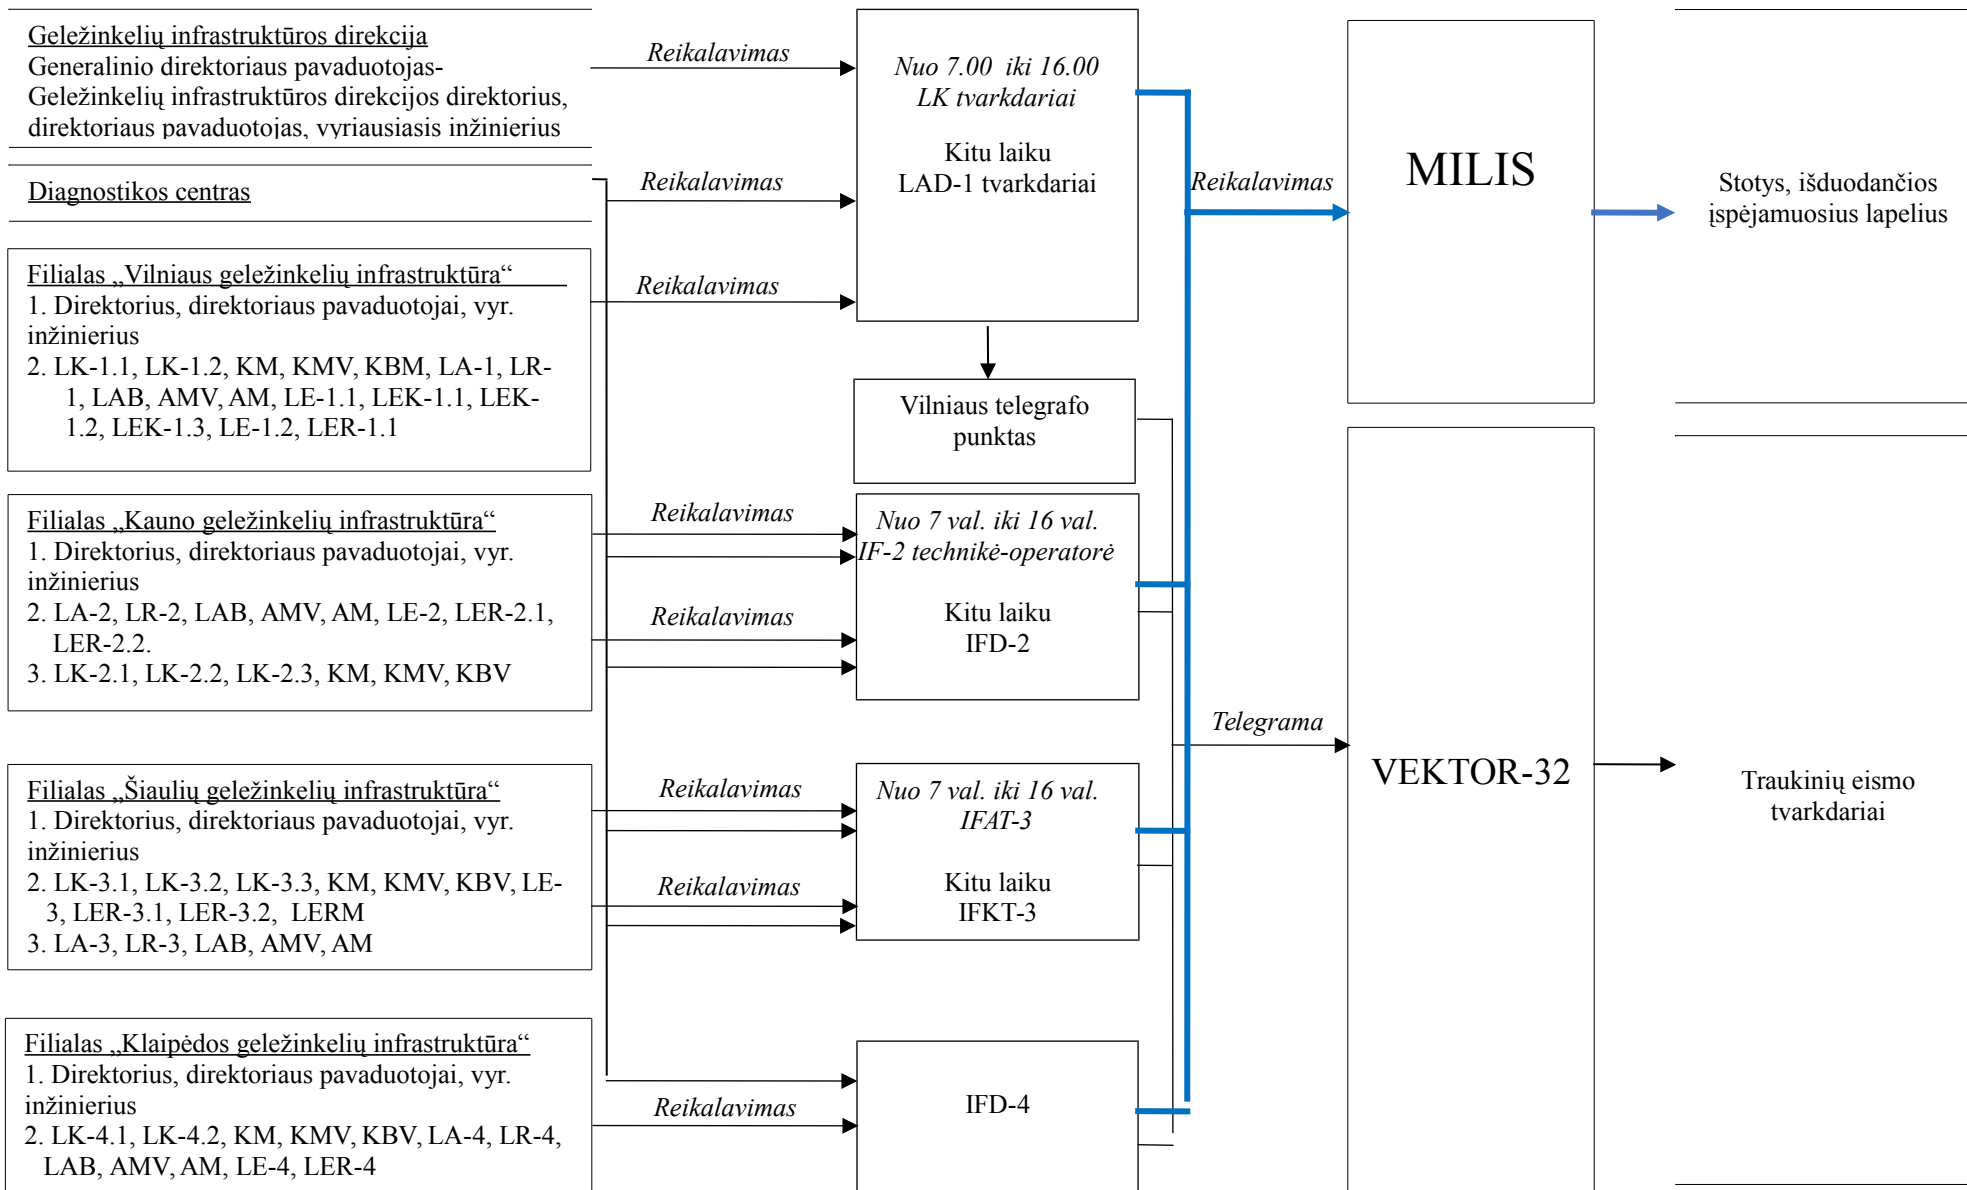 Geležinkelių infrastruktūros direkcija
Generalinio direktoriaus pavaduotojas-
Geležinkelių infrastruktūros direkcijos direktorius,
direktoriaus pavaduotojas, vyriausiasis inžinierius
Diagnostikos centras
Filialas „Vilniaus geležinkelių infrastruktūra“
1. Direktorius, direktoriaus pavaduotojai, vyr.
inžinierius
2. LK-1.1, LK-1.2, KM, KMV, KBM, LA-1, LR-
1, LAB, AMV, AM, LE-1.1, LEK-1.1, LEK-
1.2, LEK-1.3, LE-1.2, LER-1.1
Filialas „Kauno geležinkelių infrastruktūra“
1. Direktorius, direktoriaus pavaduotojai, vyr.
inžinierius
2. LA-2, LR-2, LAB, AMV, AM, LE-2, LER-2.1,
LER-2.2.
3. LK-2.1, LK-2.2, LK-2.3, KM, KMV, KBV
Filialas „Šiaulių geležinkelių infrastruktūra“
1. Direktorius, direktoriaus pavaduotojai, vyr.
inžinierius
2. LK-3.1, LK-3.2, LK-3.3, KM, KMV, KBV, LE-
3, LER-3.1, LER-3.2, LERM
3. LA-3, LR-3, LAB, AMV, AM
Filialas „Klaipėdos geležinkelių infrastruktūra“
1. Direktorius, direktoriaus pavaduotojai, vyr.
inžinierius
2. LK-4.1, LK-4.2, KM, KMV, KBV, LA-4, LR-4,
LAB, AMV, AM, LE-4, LER-4
Reikalavimas
Reikalavimas
Reikalavimas
Reikalavimas
Reikalavimas
Reikalavimas
Reikalavimas
Reikalavimas
Nuo 7.00 iki 16.00
LK tvarkdariai
Kitu laiku
LAD-1 tvarkdariai
Vilniaus telegrafo
punktas
Nuo 7 val. iki 16 val.
IF-2 technikė-operatorė
Kitu laiku
IFD-2
Nuo 7 val. iki 16 val.
IFAT-3
Kitu laiku
IFKT-3
IFD-4
Reikalavimas
Telegrama
MILIS
VEKTOR-32
Stotys, išduodančios
įspėjamuosius lapelius
Traukinių eismo
tvarkdariai